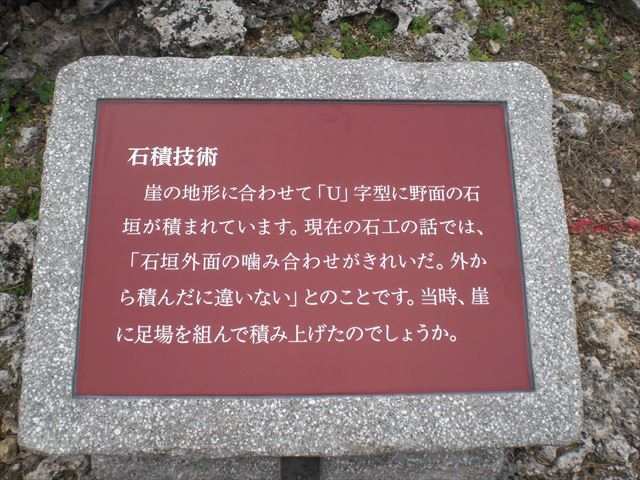 石積技術
崖の地形に合わせて「U」字型に野面の石
垣が積まれています。現在の石工の話では、
「石垣外面の噛み合わせがきれいだ。外か
ら積んだに違いない」とのことです。当時、崖
に足場を組んで積み上げたのでしょうか。